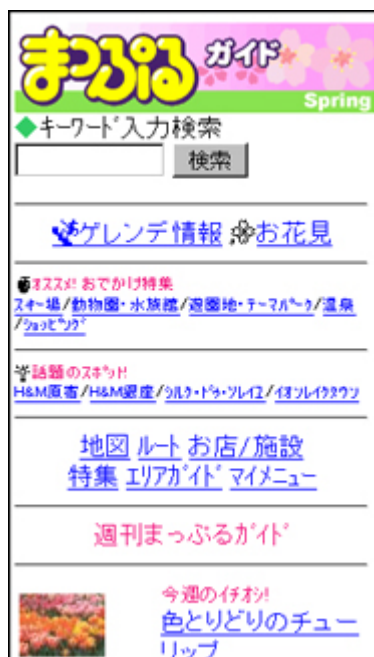 まっぷる ガイド
Spring
◆キーワード入力検索
検索
ゲレンデ情報 お花見
オススメ! おでかけ特集
スキー場/動物園・水族館/遊園地・テーマパーク/温泉
/ショッピング
話題のスポット!
H&M原宿/H&M銀座/シルク・ドゥ・ソレイユ/イオンレイクタウン
地図 ルート お店/施設
特集 エリアガイド マイメニュー
週刊まっぷるガイド
今週のイチオシ!
色とりどりのチュー
リップ